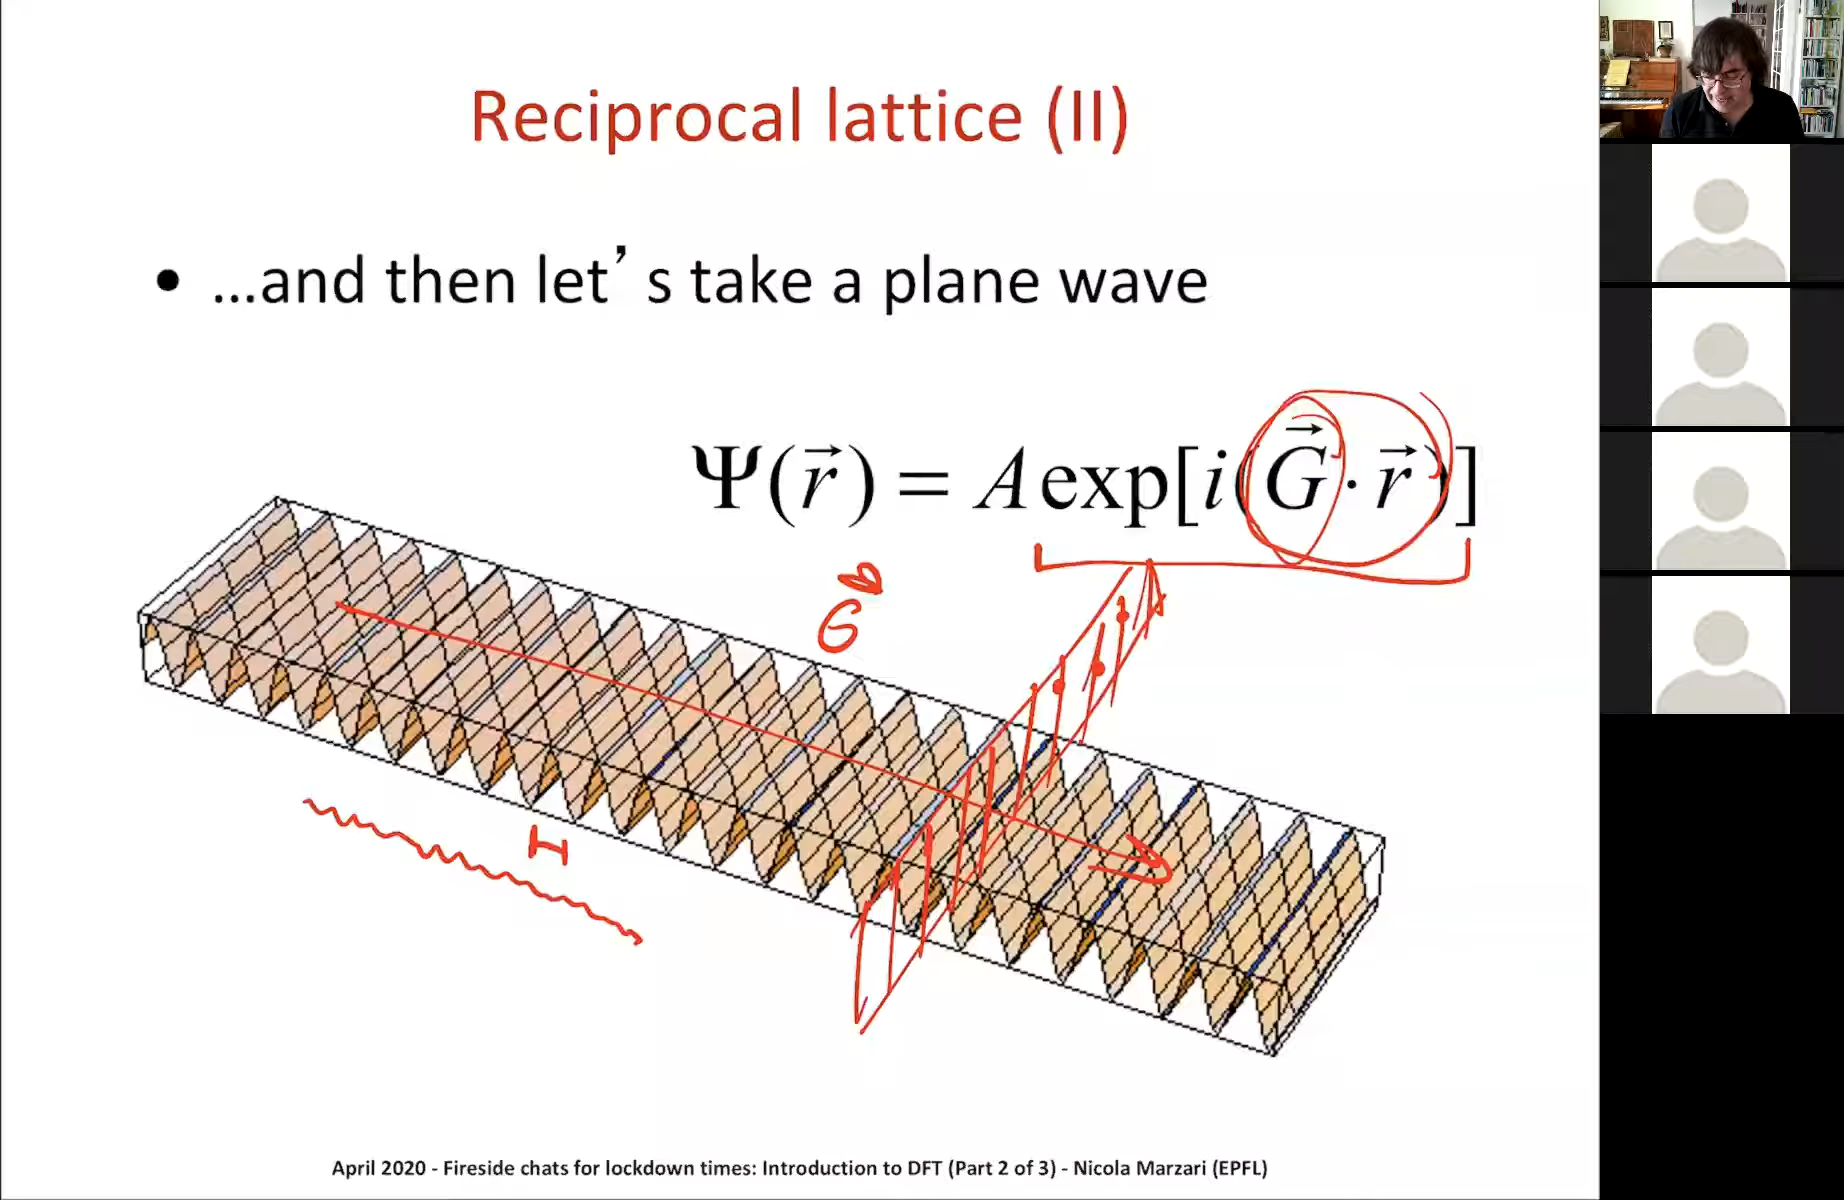 Reciprocal lattice (II)
• ...and then let's take a plane wave
Ψ(r⃗) = A exp[i(G⃗ · r⃗)]
G⃗
April 2020 - Fireside chats for lockdown times: Introduction to DFT (Part 2 of 3) - Nicola Marzari (EPFL)